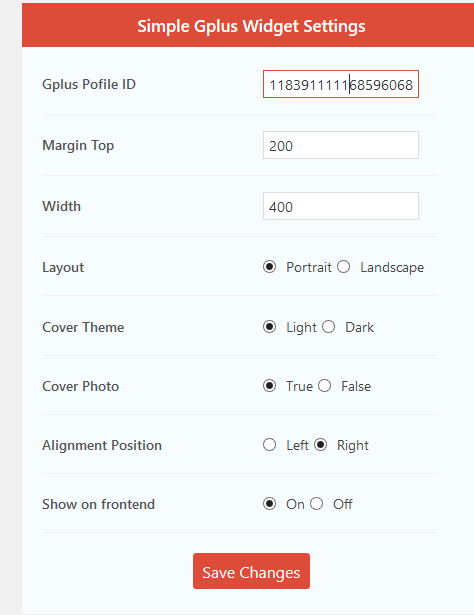 Simple Gplus Widget Settings
Gplus Pofile ID 118391111168596068
Margin Top 200
Width 400
Layout Portrait Landscape
Cover Theme Light Dark
Cover Photo True False
Alignment Position Left Right
Show on frontend On Off
Save Changes